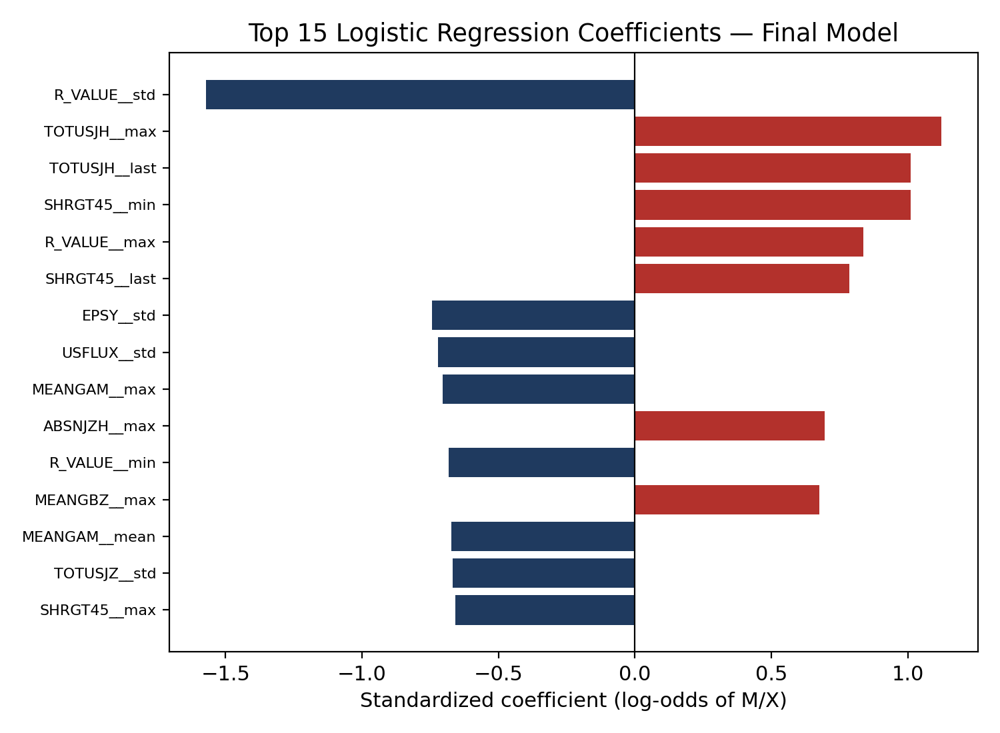 Top 15 Logistic Regression Coefficients — Final Model
R_VALUE__std
TOTUSJH__max
TOTUSJH__last
SHRGT45__min
R_VALUE__max
SHRGT45__last
EPSY__std
USFLUX__std
MEANGAM__max
ABSNJZH__max
R_VALUE__min
MEANGBZ__max
MEANGAM__mean
TOTUSJZ__std
SHRGT45__max
−1.5 −1.0 −0.5 0.0 0.5 1.0
Standardized coefficient (log-odds of M/X)